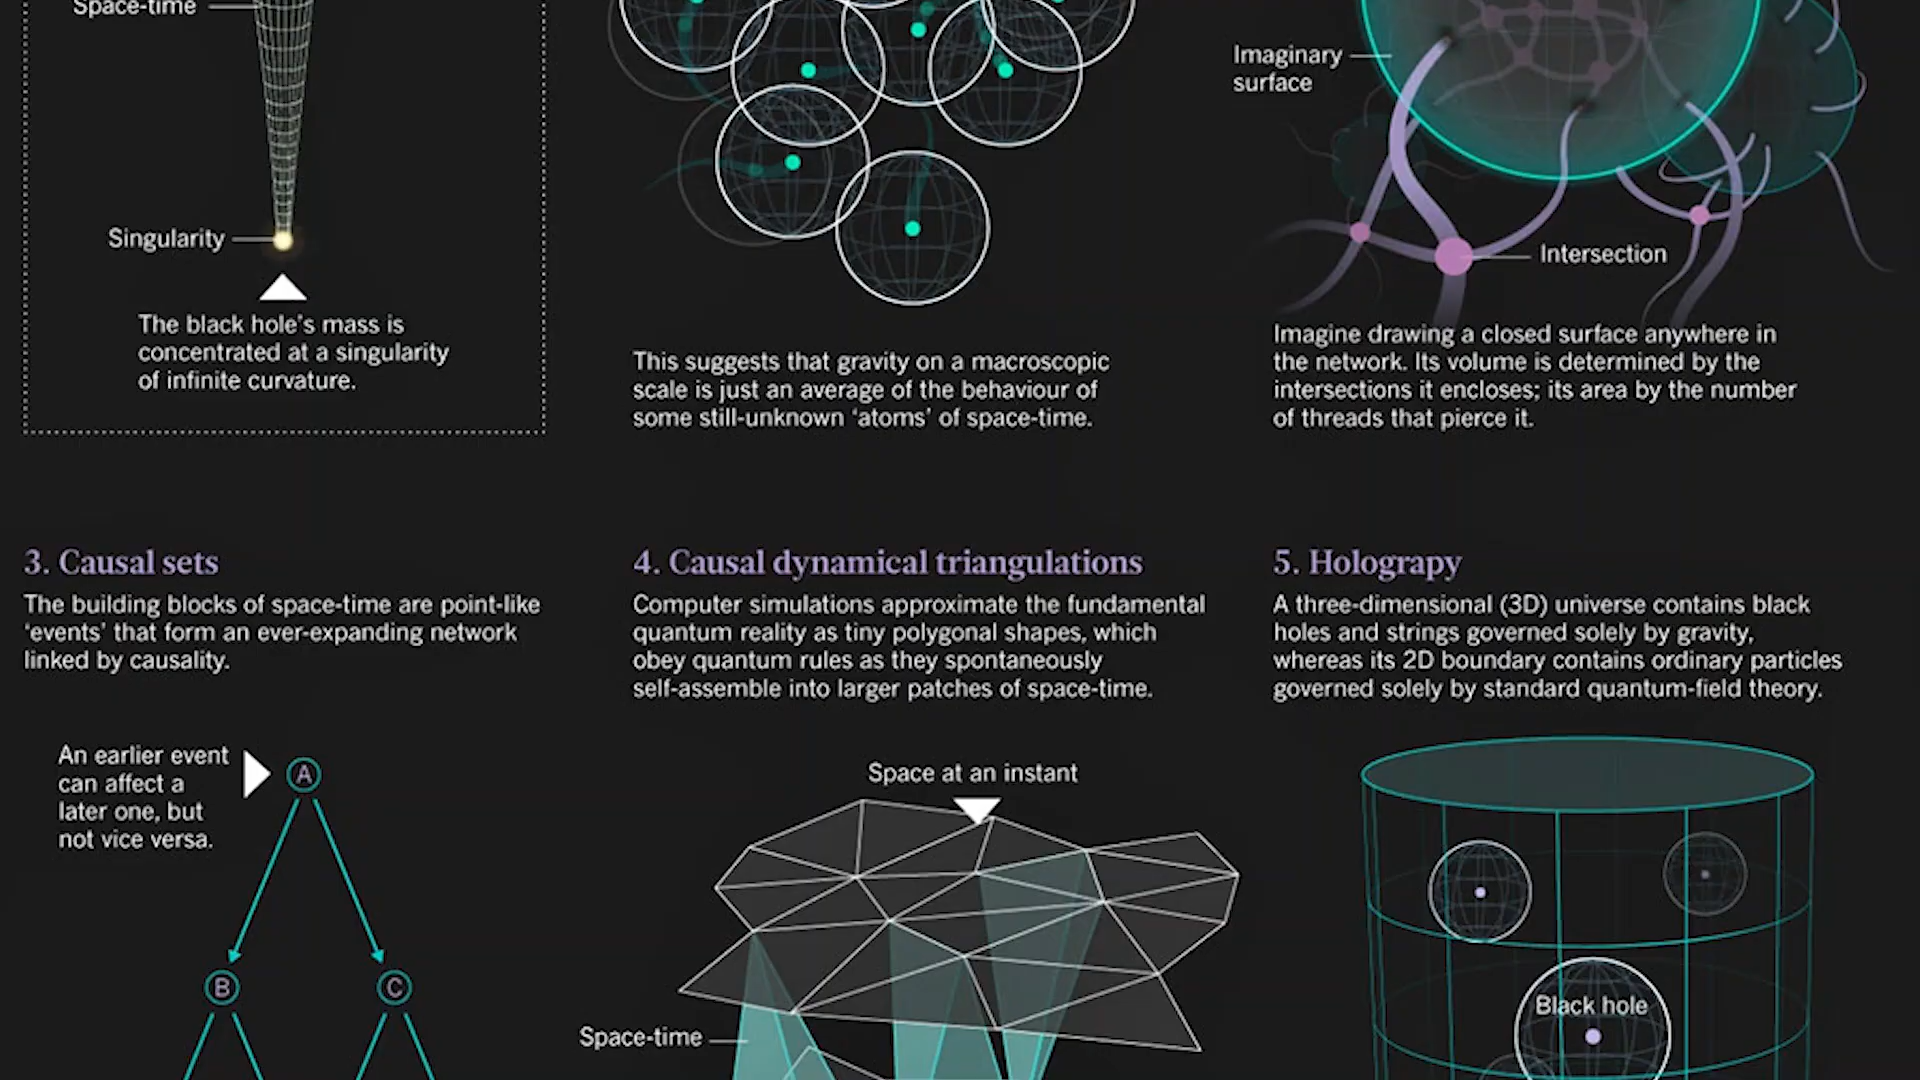 Space-time
Singularity
The black hole's mass is
concentrated at a singularity
of infinite curvature.
This suggests that gravity on a macroscopic
scale is just an average of the behaviour of
some still-unknown ‘atoms’ of space-time.
Imaginary
surface
Intersection
Imagine drawing a closed surface anywhere in
the network. Its volume is determined by the
intersections it encloses; its area by the number
of threads that pierce it.
3. Causal sets
The building blocks of space-time are point-like
‘events’ that form an ever-expanding network
linked by causality.
An earlier event
can affect a
later one, but
not vice versa.
A
B
C
4. Causal dynamical triangulations
Computer simulations approximate the fundamental
quantum reality as tiny polygonal shapes, which
obey quantum rules as they spontaneously
self-assemble into larger patches of space-time.
Space at an instant
Space-time
5. Holograpy
A three-dimensional (3D) universe contains black
holes and strings governed solely by gravity,
whereas its 2D boundary contains ordinary particles
governed solely by standard quantum-field theory.
Black hole